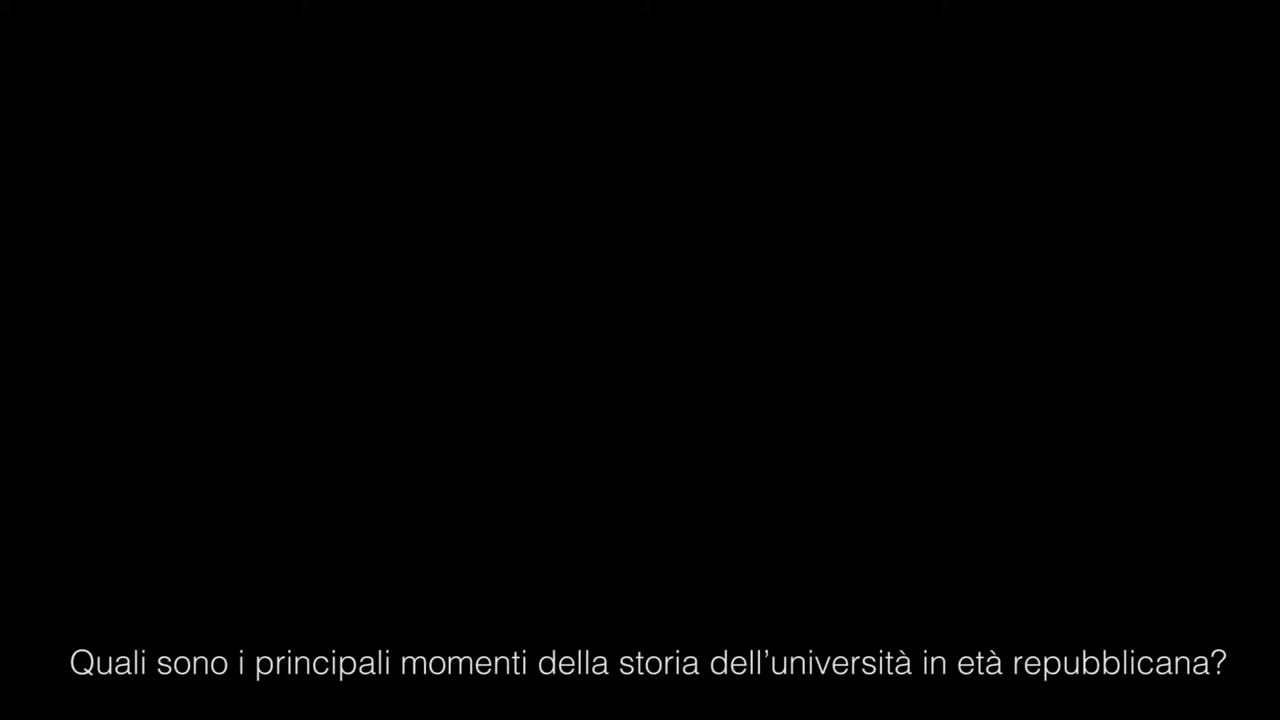 Quali sono i principali momenti della storia dell’università in età repubblicana?